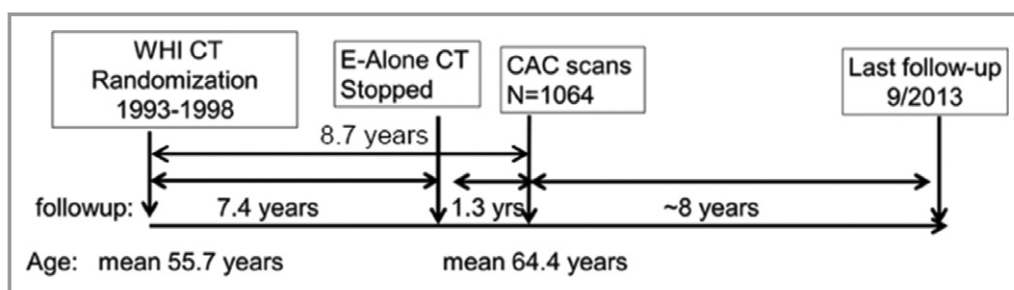 WHI CT
Randomization
1993-1998
E-Alone CT
Stopped
CAC scans
N=1064
Last follow-up
9/2013
8.7 years
followup: 7.4 years 1.3 yrs ~8 years
Age: mean 55.7 years mean 64.4 years